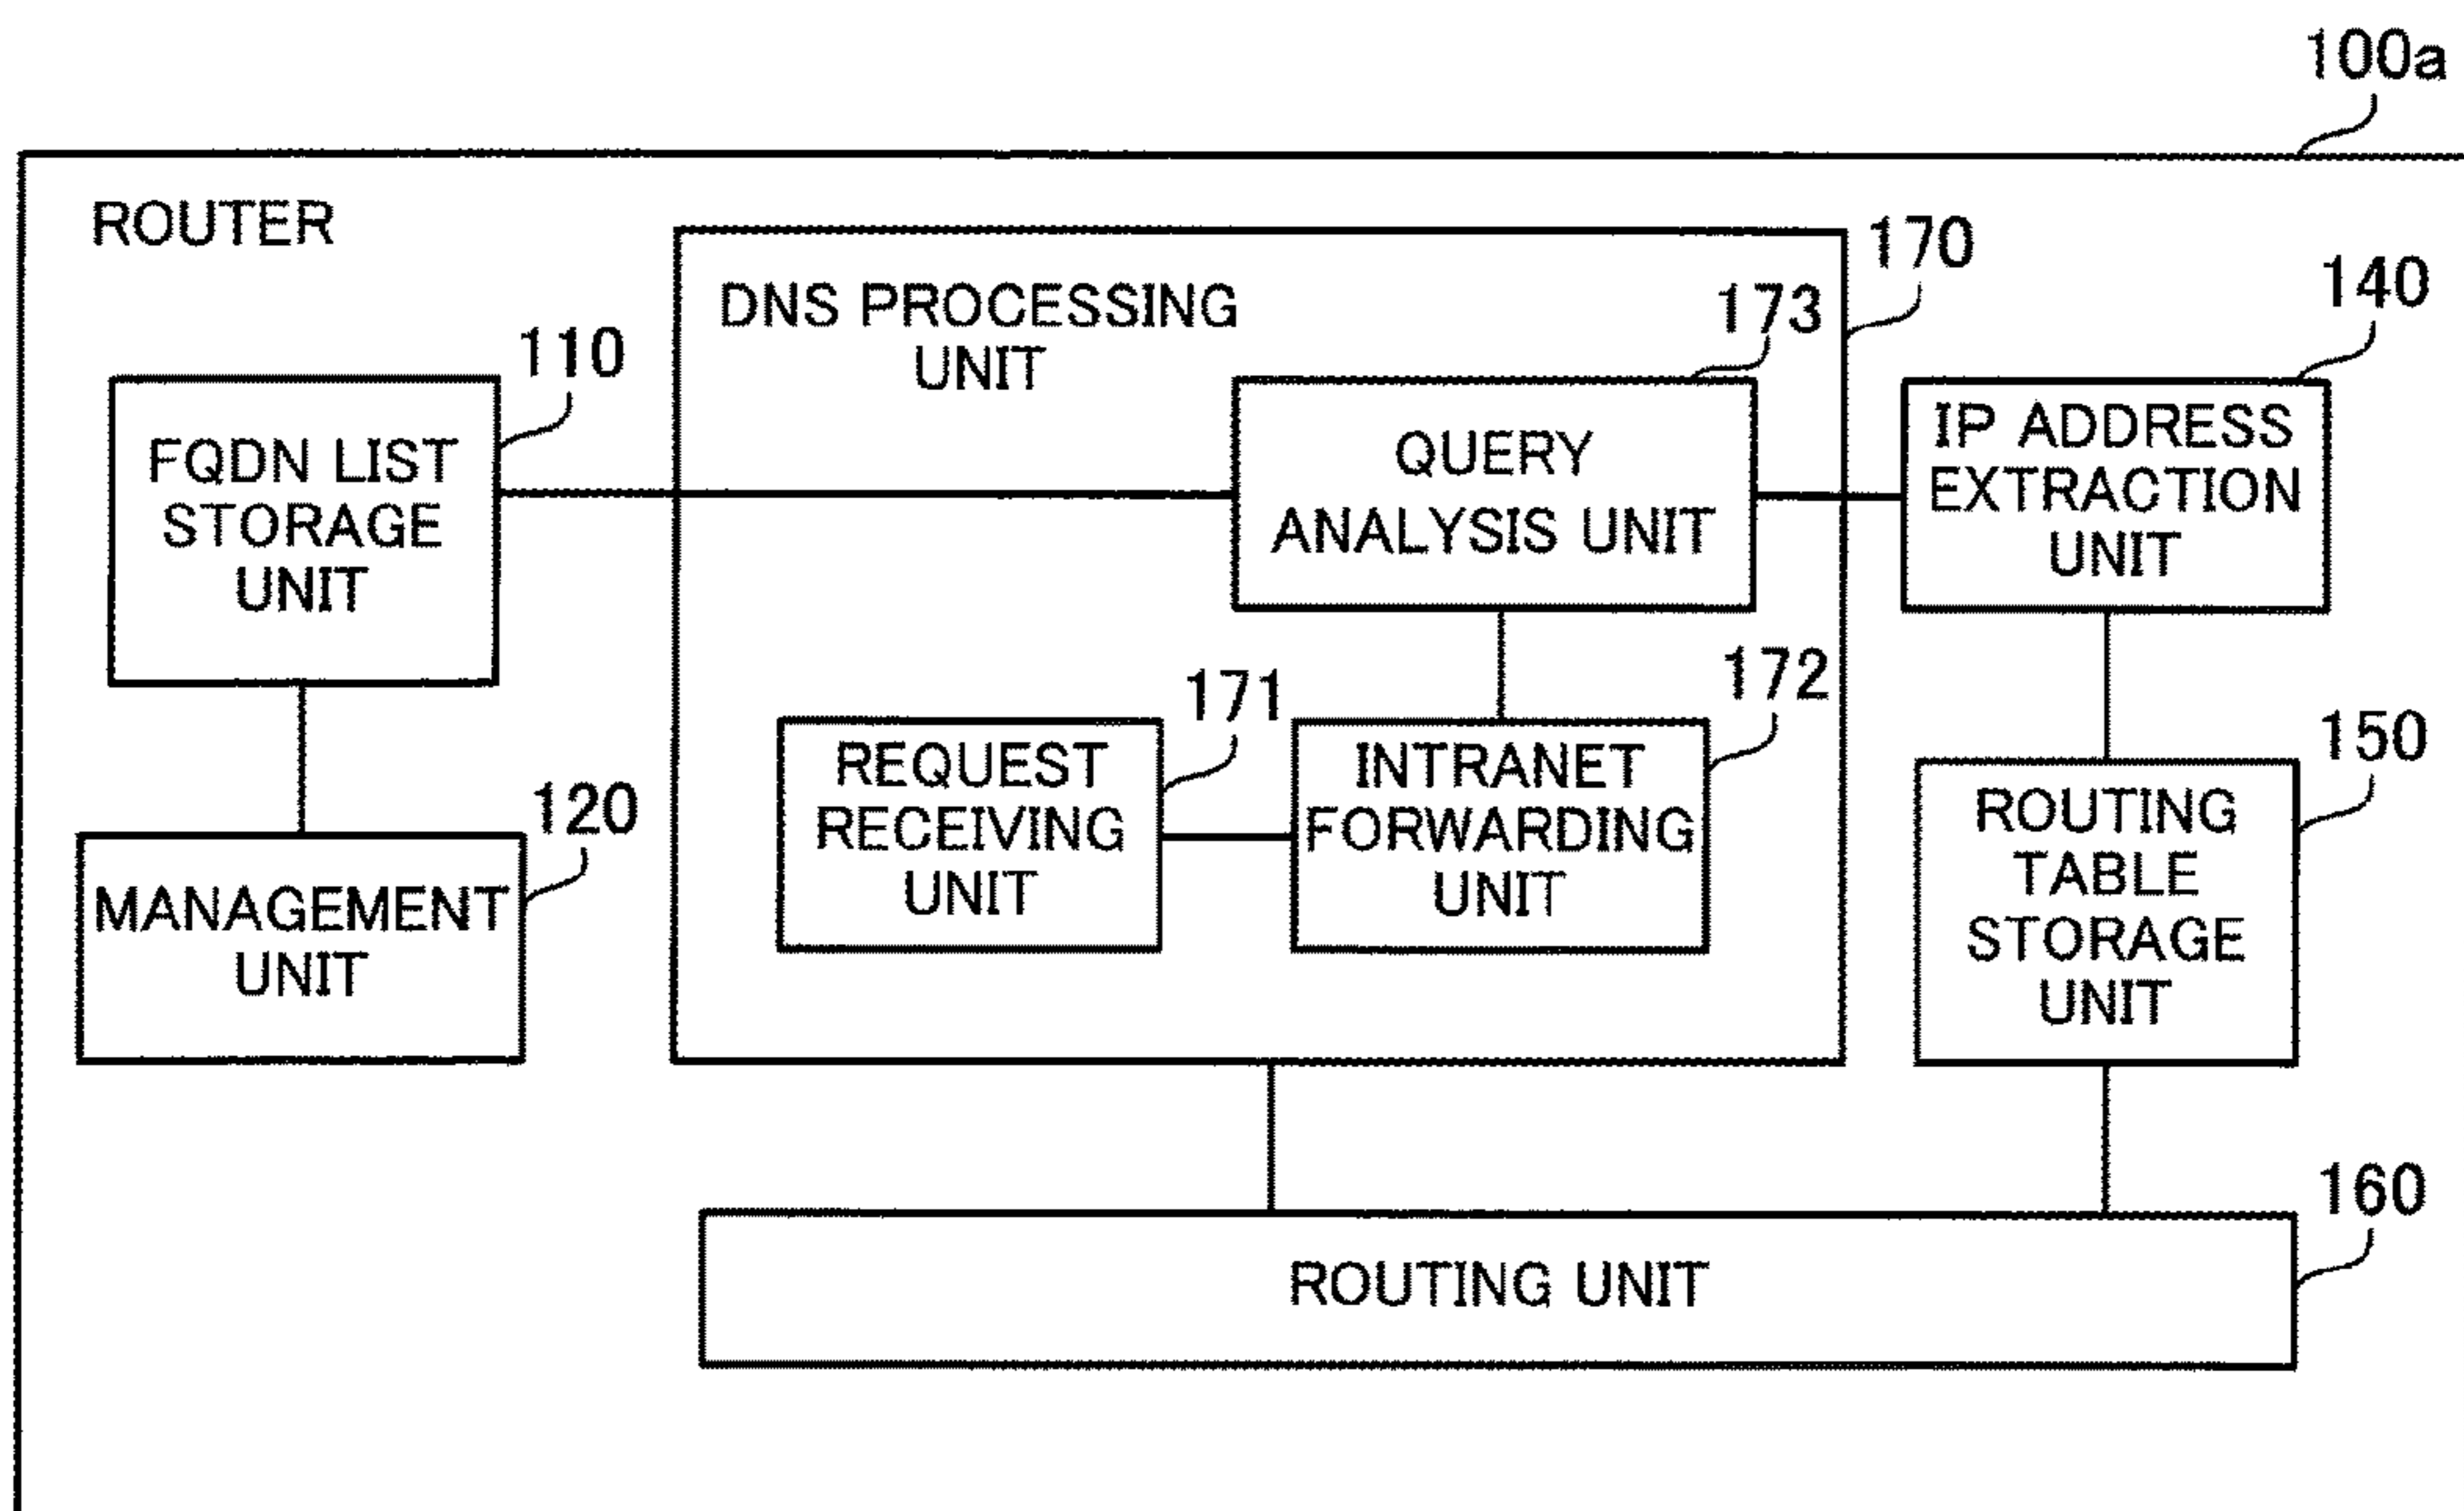 100a
ROUTER
170
DNS PROCESSING
UNIT
173
140
110
FQDN LIST
STORAGE
UNIT
QUERY
ANALYSIS UNIT
IP ADDRESS
EXTRACTION
UNIT
171
172
150
REQUEST
RECEIVING
UNIT
INTRANET
FORWARDING
UNIT
ROUTING
TABLE
STORAGE
UNIT
120
MANAGEMENT
UNIT
160
ROUTING UNIT